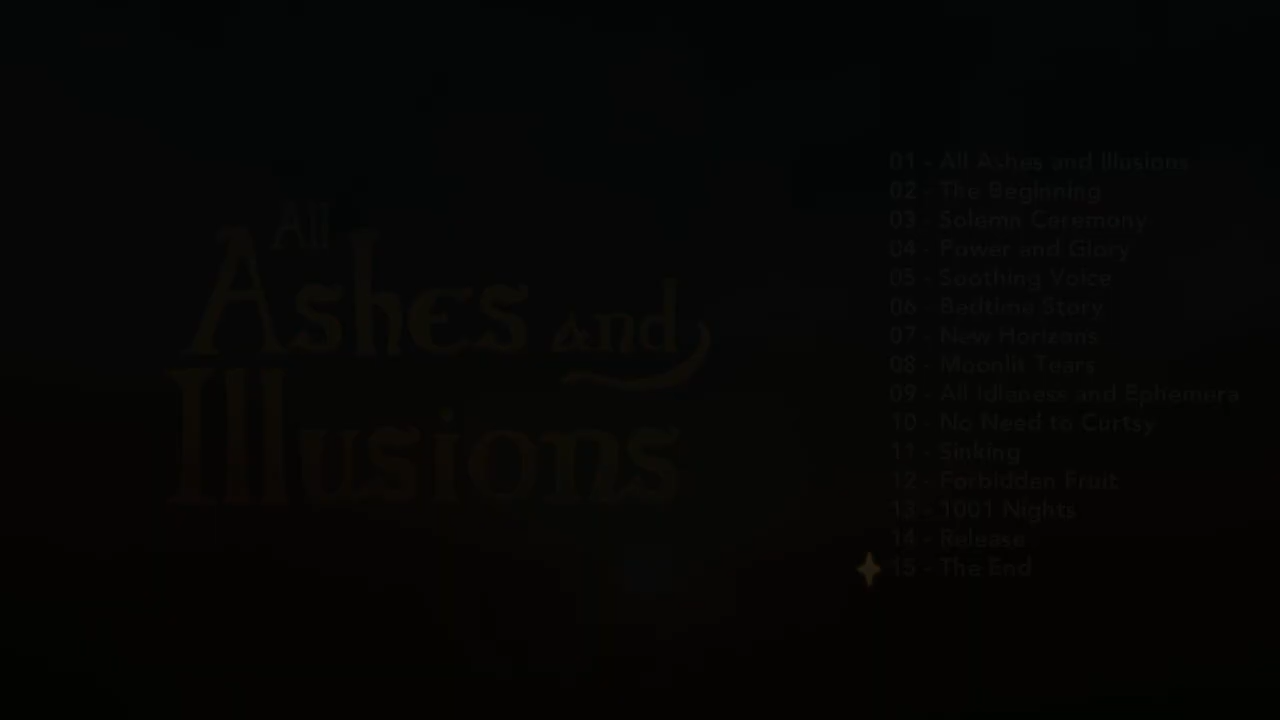 All
Ashes and
Illusions
01 - All Ashes and Illusions
02 - The Beginning
03 - Solemn Ceremony
04 - Power and Glory
05 - Soothing Voice
06 - Bedtime Story
07 - New Horizons
08 - Moonlit Tears
09 - All Idleness and Ephemera
10 - No Need to Curtsy
11 - Sinking
12 - Forbidden Fruit
13 - 1001 Nights
14 - Release
15 - The End